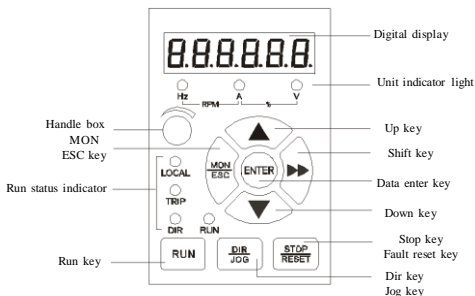 8.8.8.8.8.8.
Digital display
Hz A V
RPM %
Unit indicator light
Handle box
MON
ESC key
Up key
Shift key
MON
ESC
ENTER
LOCAL
Run status indicator
Data enter key
TRIP
Down key
DIR RUN
RUN
DIR
JOG
STOP
RESET
Stop key
Fault reset key
Run key
Dir key
Jog key